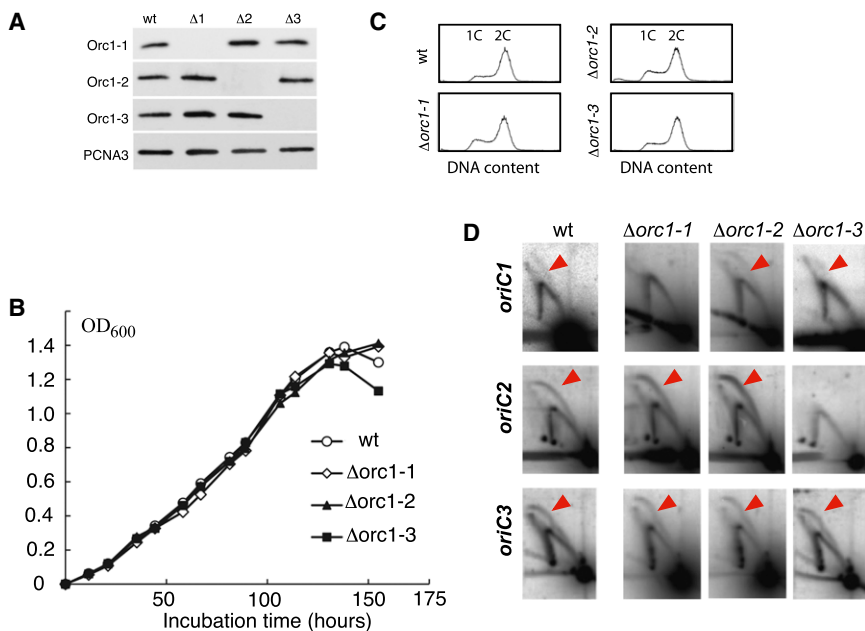 A
wt Δ1 Δ2 Δ3
Orc1-1
Orc1-2
Orc1-3
PCNA3
C
1C 2C
wt
1C 2C
Δorc1-2
Δorc1-1
Δorc1-3
DNA content
DNA content
B
OD600
1.4
1.2
1.0
0.8
0.6
0.4
0.2
0
50 100 150 175
Incubation time (hours)
wt
Δorc1-1
Δorc1-2
Δorc1-3
D
wt Δorc1-1 Δorc1-2 Δorc1-3
oriC1
oriC2
oriC3